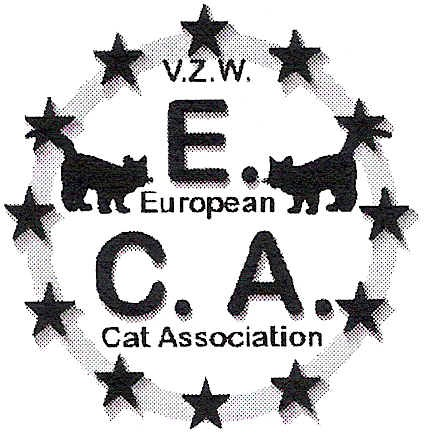 V.Z.W.
E.
European
C. A.
Cat Association